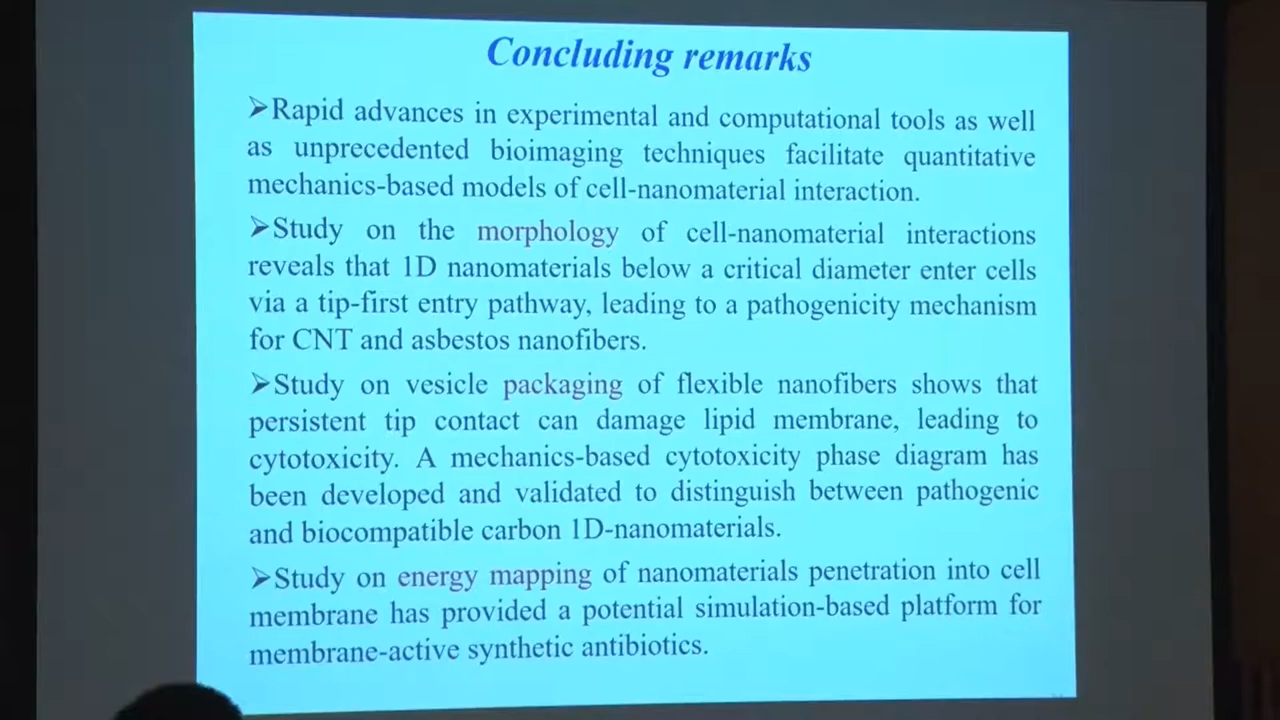 Concluding remarks
➢Rapid advances in experimental and computational tools as well
as unprecedented bioimaging techniques facilitate quantitative
mechanics-based models of cell-nanomaterial interaction.
➢Study on the morphology of cell-nanomaterial interactions
reveals that 1D nanomaterials below a critical diameter enter cells
via a tip-first entry pathway, leading to a pathogenicity mechanism
for CNT and asbestos nanofibers.
➢Study on vesicle packaging of flexible nanofibers shows that
persistent tip contact can damage lipid membrane, leading to
cytotoxicity. A mechanics-based cytotoxicity phase diagram has
been developed and validated to distinguish between pathogenic
and biocompatible carbon 1D-nanomaterials.
➢Study on energy mapping of nanomaterials penetration into cell
membrane has provided a potential simulation-based platform for
membrane-active synthetic antibiotics.